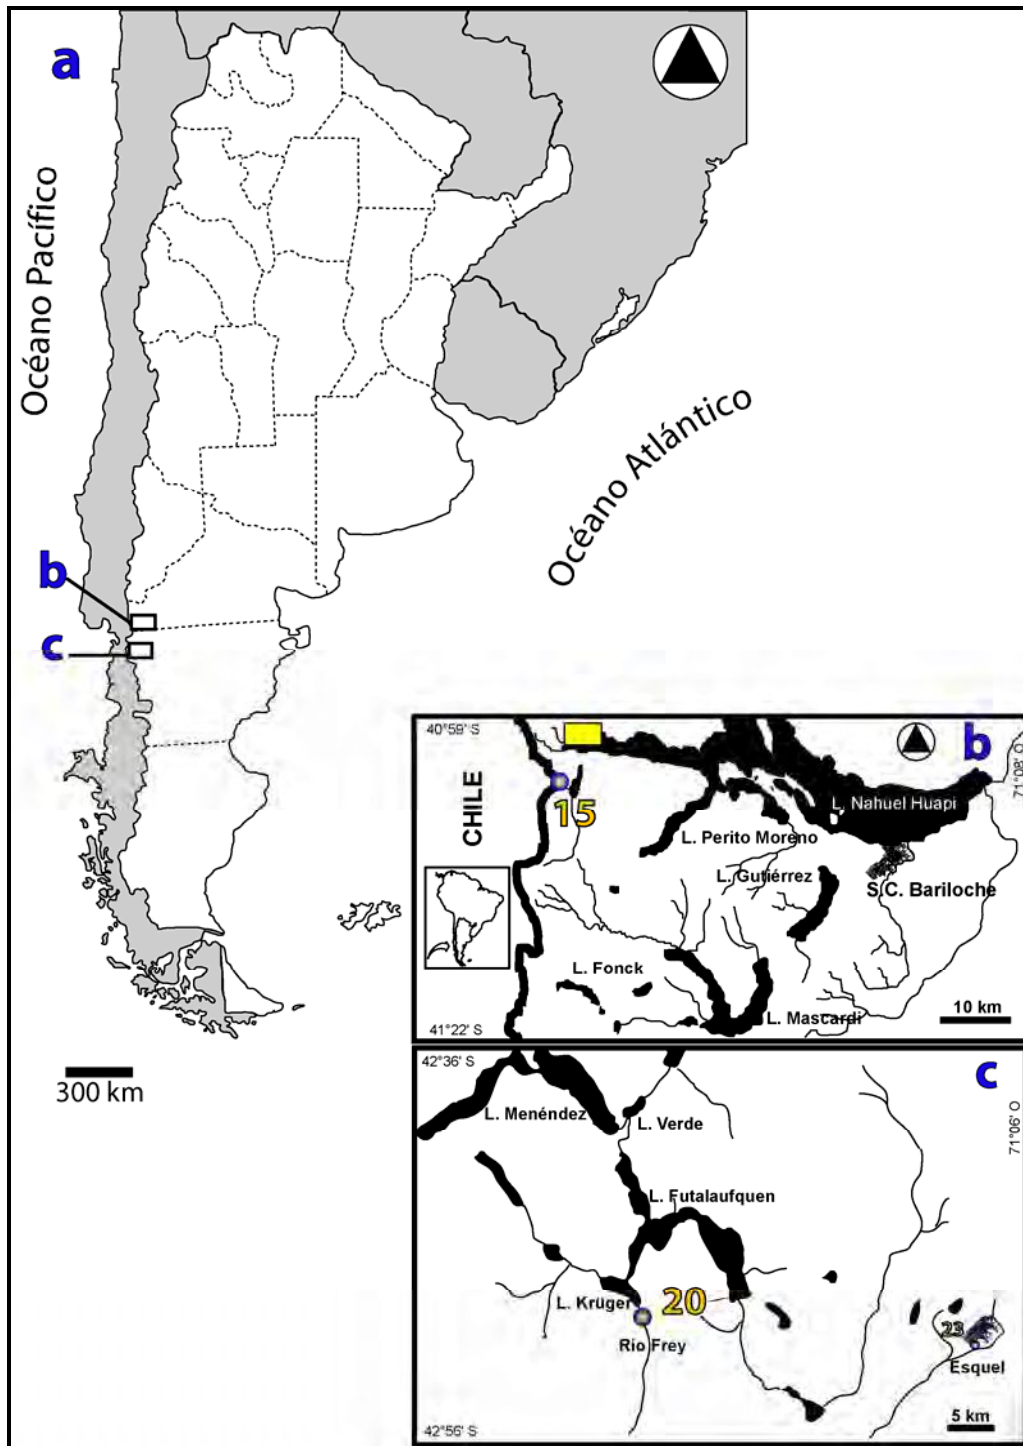 a
Océano Pacífico
Océano Atlántico
b
c
300 km
40°59' S
b
71°08' O
CHILE
15
L. Nahuel Huapi
L. Perito Moreno
L. Gutiérrez
S.C. Bariloche
L. Fonck
L. Mascardi
41°22' S
10 km
42°36' S
c
71°06' O
L. Menéndez
L. Verde
L. Futalaufquen
L. Krüger
20
Río Frey
23
Esquel
42°56' S
5 km